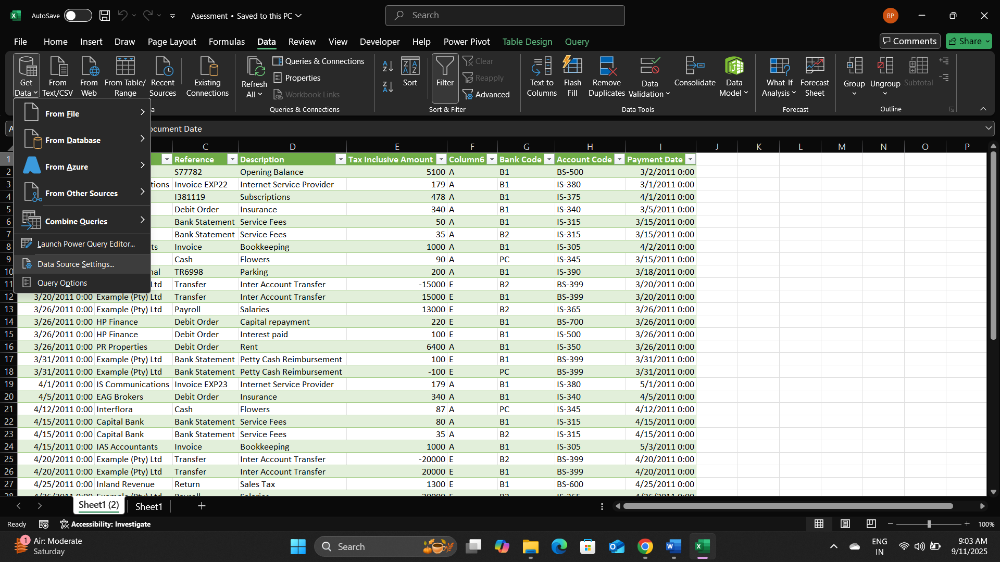 AutoSave Asessment • Saved to this PC Search BP
File Home Insert Draw Page Layout Formulas Data Review View Developer Help Power Pivot Table Design Query Comments Share
Get Data From Text/CSV From Web From Table/ Range Recent Sources Existing Connections
Refresh All Queries & Connections Properties Workbook Links
Queries & Connections
Sort Filter Clear Reapply Advanced
Sort & Filter
Text to Columns Flash Fill Remove Duplicates Data Validation Consolidate Data Model
Data Tools
What-If Analysis Forecast Sheet
Forecast
Group Ungroup Subtotal
Outline
From File
From Database
From Azure
From Other Sources
Combine Queries
Launch Power Query Editor...
Data Source Settings...
Query Options
ocument Date
C D E F G H I J K L M N O P
1 Reference Description Tax Inclusive Amount Column6 Bank Code Account Code Payment Date
2 S77782 Opening Balance 5100 A B1 BS-500 3/2/2011 0:00
3 tions Invoice EXP22 Internet Service Provider 179 A B1 IS-380 3/1/2011 0:00
4 I381119 Subscriptions 478 A B1 IS-375 4/1/2011 0:00
5 Debit Order Insurance 340 A B1 IS-340 3/5/2011 0:00
6 Bank Statement Service Fees 50 A B1 IS-315 3/15/2011 0:00
7 Bank Statement Service Fees 35 A B2 IS-315 3/15/2011 0:00
8 ts Invoice Bookkeeping 1000 A B1 IS-305 4/2/2011 0:00
9 Cash Flowers 90 A PC IS-345 3/15/2011 0:00
10 nal TR6998 Parking 200 A B1 IS-390 3/18/2011 0:00
11 Ltd Transfer Inter Account Transfer -15000 E B2 BS-399 3/20/2011 0:00
12 3/20/2011 0:00 Example (Pty) Ltd Transfer Inter Account Transfer 15000 E B1 BS-399 3/20/2011 0:00
13 3/26/2011 0:00 Example (Pty) Ltd Payroll Salaries 13000 E B2 IS-365 3/26/2011 0:00
14 3/26/2011 0:00 HP Finance Debit Order Capital repayment 220 E B1 BS-700 3/26/2011 0:00
15 3/26/2011 0:00 HP Finance Debit Order Interest paid 100 E B1 IS-500 3/26/2011 0:00
16 3/26/2011 0:00 PR Properties Debit Order Rent 6400 A B1 IS-350 3/26/2011 0:00
17 3/31/2011 0:00 Example (Pty) Ltd Bank Statement Petty Cash Reimbursement 100 E B1 BS-399 3/31/2011 0:00
18 3/31/2011 0:00 Example (Pty) Ltd Bank Statement Petty Cash Reimbursement -100 E PC BS-399 3/31/2011 0:00
19 4/1/2011 0:00 IS Communications Invoice EXP23 Internet Service Provider 179 A B1 IS-380 5/1/2011 0:00
20 4/5/2011 0:00 EAG Brokers Debit Order Insurance 340 A B1 IS-340 4/5/2011 0:00
21 4/12/2011 0:00 Interflora Cash Flowers 87 A PC IS-345 4/12/2011 0:00
22 4/15/2011 0:00 Capital Bank Bank Statement Service Fees 80 A B1 IS-315 4/15/2011 0:00
23 4/15/2011 0:00 Capital Bank Bank Statement Service Fees 35 A B2 IS-315 4/15/2011 0:00
24 4/15/2011 0:00 IAS Accountants Invoice Bookkeeping 1000 A B1 IS-305 5/3/2011 0:00
25 4/20/2011 0:00 Example (Pty) Ltd Transfer Inter Account Transfer -20000 E B2 BS-399 4/20/2011 0:00
26 4/20/2011 0:00 Example (Pty) Ltd Transfer Inter Account Transfer 20000 E B1 BS-399 4/20/2011 0:00
27 4/25/2011 0:00 Inland Revenue Return Sales Tax 1300 E B1 BS-600 4/25/2011 0:00
Sheet1 (2) Sheet1
Ready Accessibility: Investigate 100%
1 Air: Moderate Saturday Search ENG IN 9:03 AM 9/11/2025